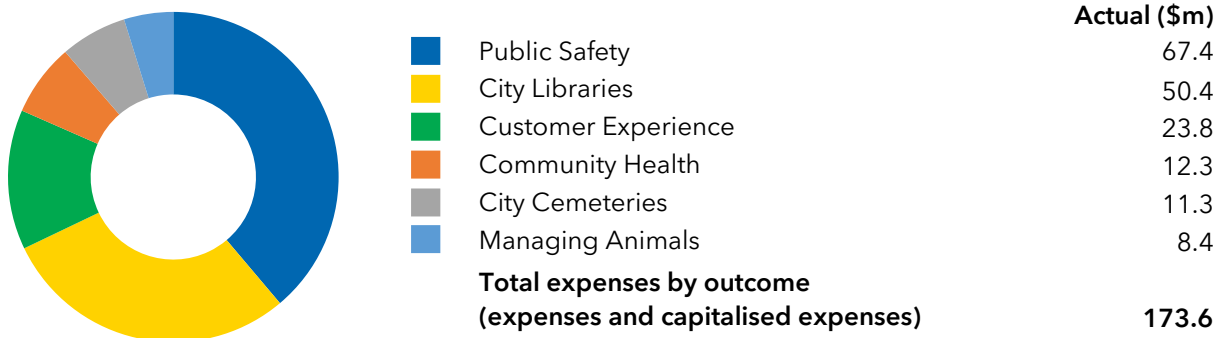 Actual ($m)
Public Safety 67.4
City Libraries 50.4
Customer Experience 23.8
Community Health 12.3
City Cemeteries 11.3
Managing Animals 8.4
Total expenses by outcome
(expenses and capitalised expenses) 173.6